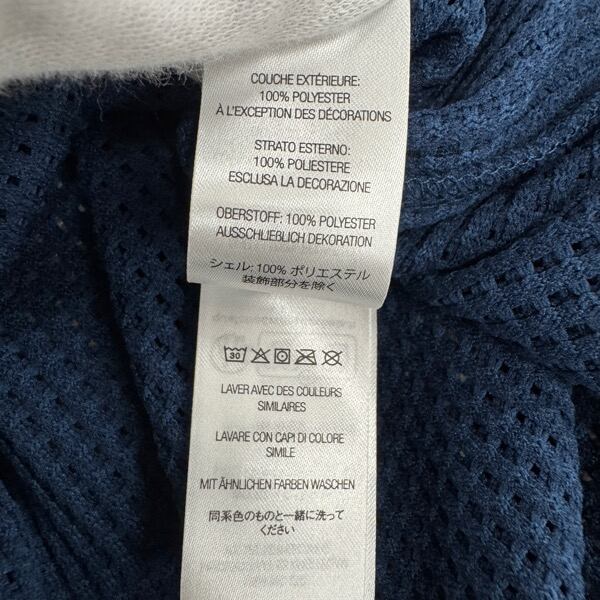 COUCHE EXTÉRIEURE:
100% POLYESTER
À L'EXCEPTION DES DÉCORATIONS
STRATO ESTERNO:
100% POLIESTERE
ESCLUSA LA DECORAZIONE
OBERSTOFF: 100% POLYESTER
AUSSCHLIEßLICH DEKORATION
シェル: 100% ポリエステル
装飾部分を除く
30
LAVER AVEC DES COULEURS
SIMILAIRES
LAVARE CON CAPI DI COLORE
SIMILE
MIT ÄHNLICHEN FARBEN WASCHEN
同系色のものと一緒に洗って
ください